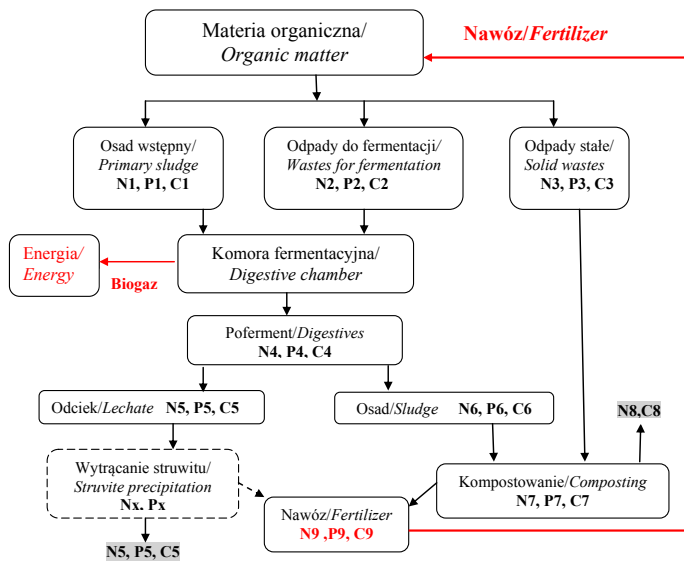 Materia organiczna/
Organic matter
Nawóz/Fertilizer
Osad wstępny/
Primary sludge
N1, P1, C1
Odpady do fermentacji/
Wastes for fermentation
N2, P2, C2
Odpady stałe/
Solid wastes
N3, P3, C3
Energia/
Energy
Biogaz
Komora fermentacyjna/
Digestive chamber
Poferment/Digestives
N4, P4, C4
Odciek/Lechate N5, P5, C5
Osad/Sludge N6, P6, C6
N8,C8
Wytrącanie struwitu/
Struvite precipitation
Nx. Px
Kompostowanie/Composting
N7, P7, C7
Nawóz/Fertilizer
N9 ,P9, C9
N5, P5, C5